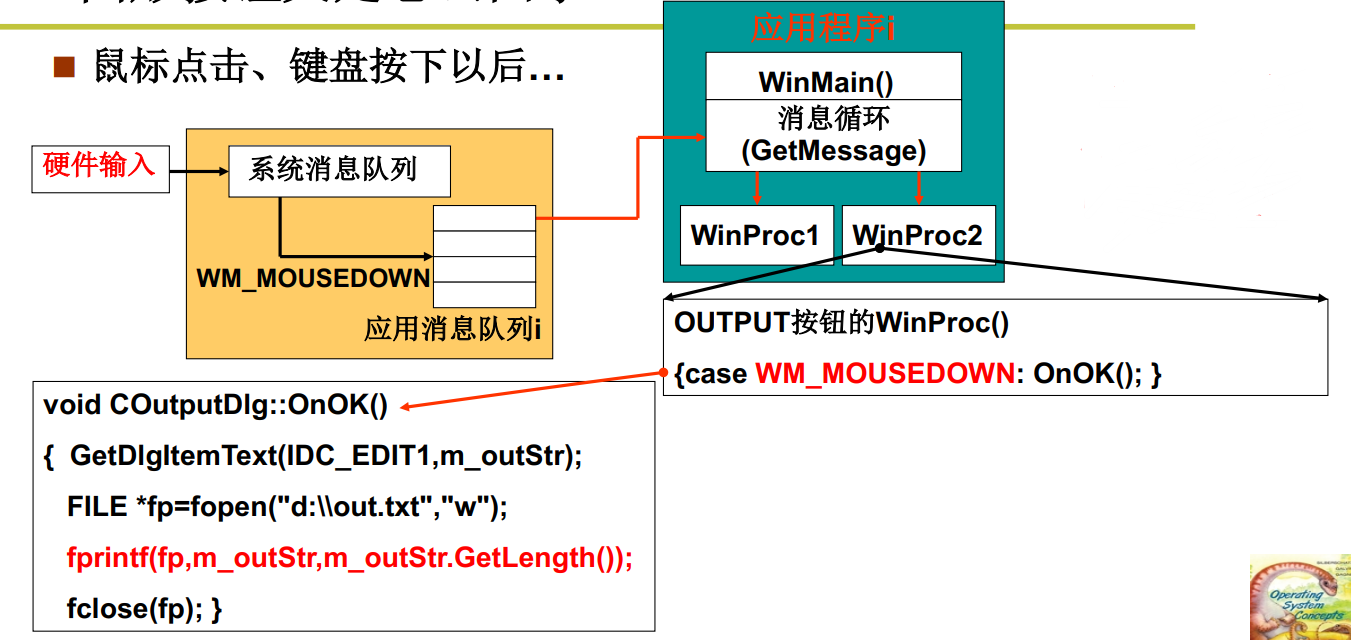 鼠标点击、键盘按下以后...
应用程序i
WinMain()
消息循环
(GetMessage)
WinProc1
WinProc2
硬件输入
系统消息队列
WM_MOUSEDOWN
应用消息队列i
OUTPUT按钮的WinProc()
{case WM_MOUSEDOWN: OnOK(); }
void COutputDlg::OnOK()
{ GetDlgItemText(IDC_EDIT1,m_outStr);
FILE *fp=fopen("d:\\out.txt","w");
fprintf(fp,m_outStr,m_outStr.GetLength());
fclose(fp); }
Operating
System
Concepts